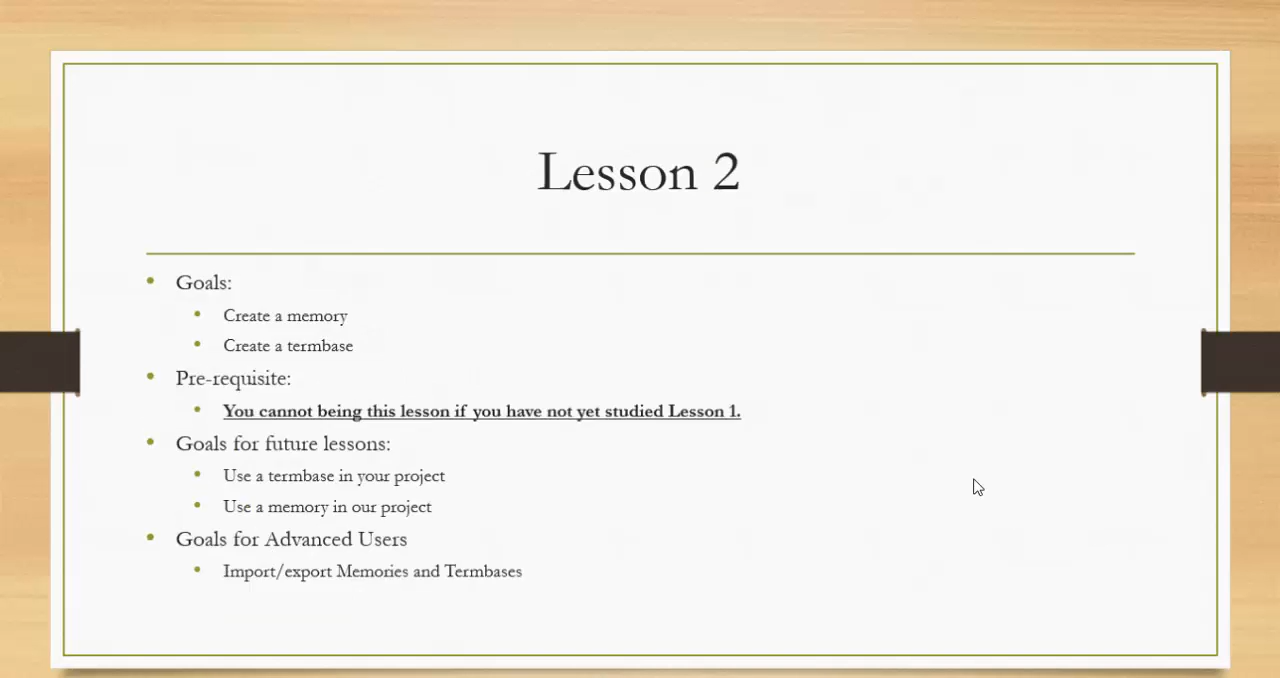 Lesson 2
• Goals:
• Create a memory
• Create a termbase
• Pre-requisite:
• You cannot being this lesson if you have not yet studied Lesson 1.
• Goals for future lessons:
• Use a termbase in your project
• Use a memory in our project
• Goals for Advanced Users
• Import/export Memories and Termbases